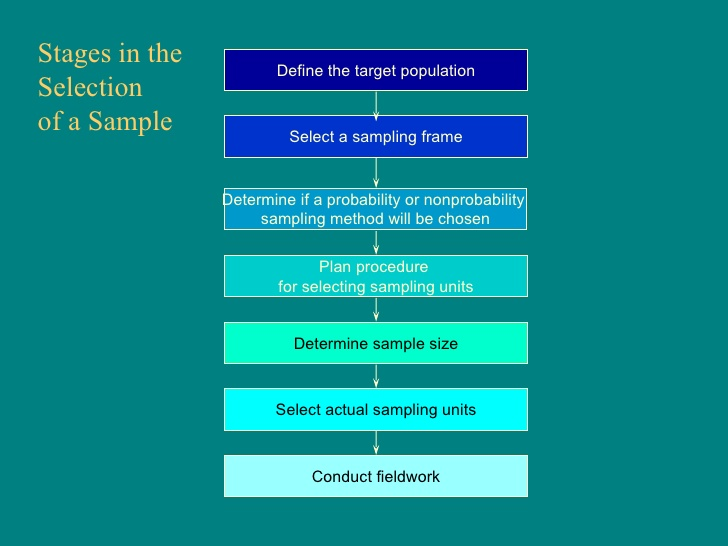 Stages in the
Selection
of a Sample
Define the target population
Select a sampling frame
Determine if a probability or nonprobability
sampling method will be chosen
Plan procedure
for selecting sampling units
Determine sample size
Select actual sampling units
Conduct fieldwork